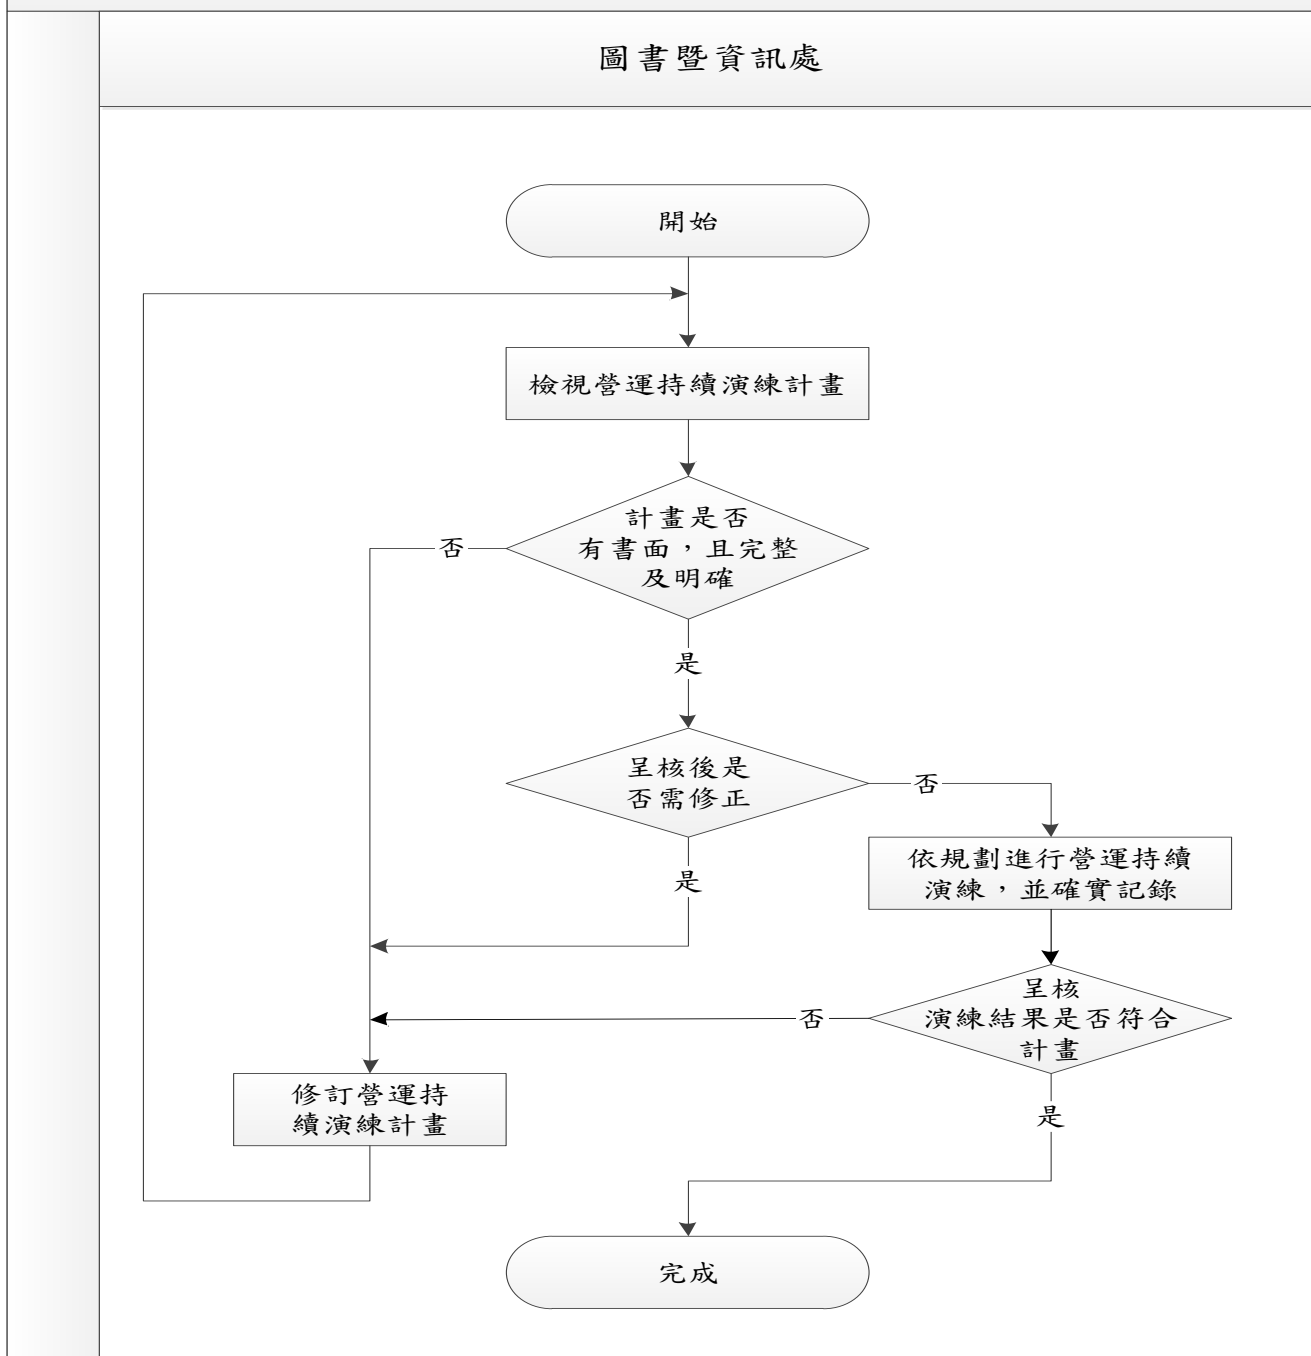 圖書暨資訊處
開始
檢視營運持續演練計畫
計畫是否
有書面，且完整
及明確
否
是
呈核後是
否需修正
否
是
依規劃進行營運持續
演練，並確實記錄
呈核
演練結果是否符合
計畫
否
是
修訂營運持
續演練計畫
完成